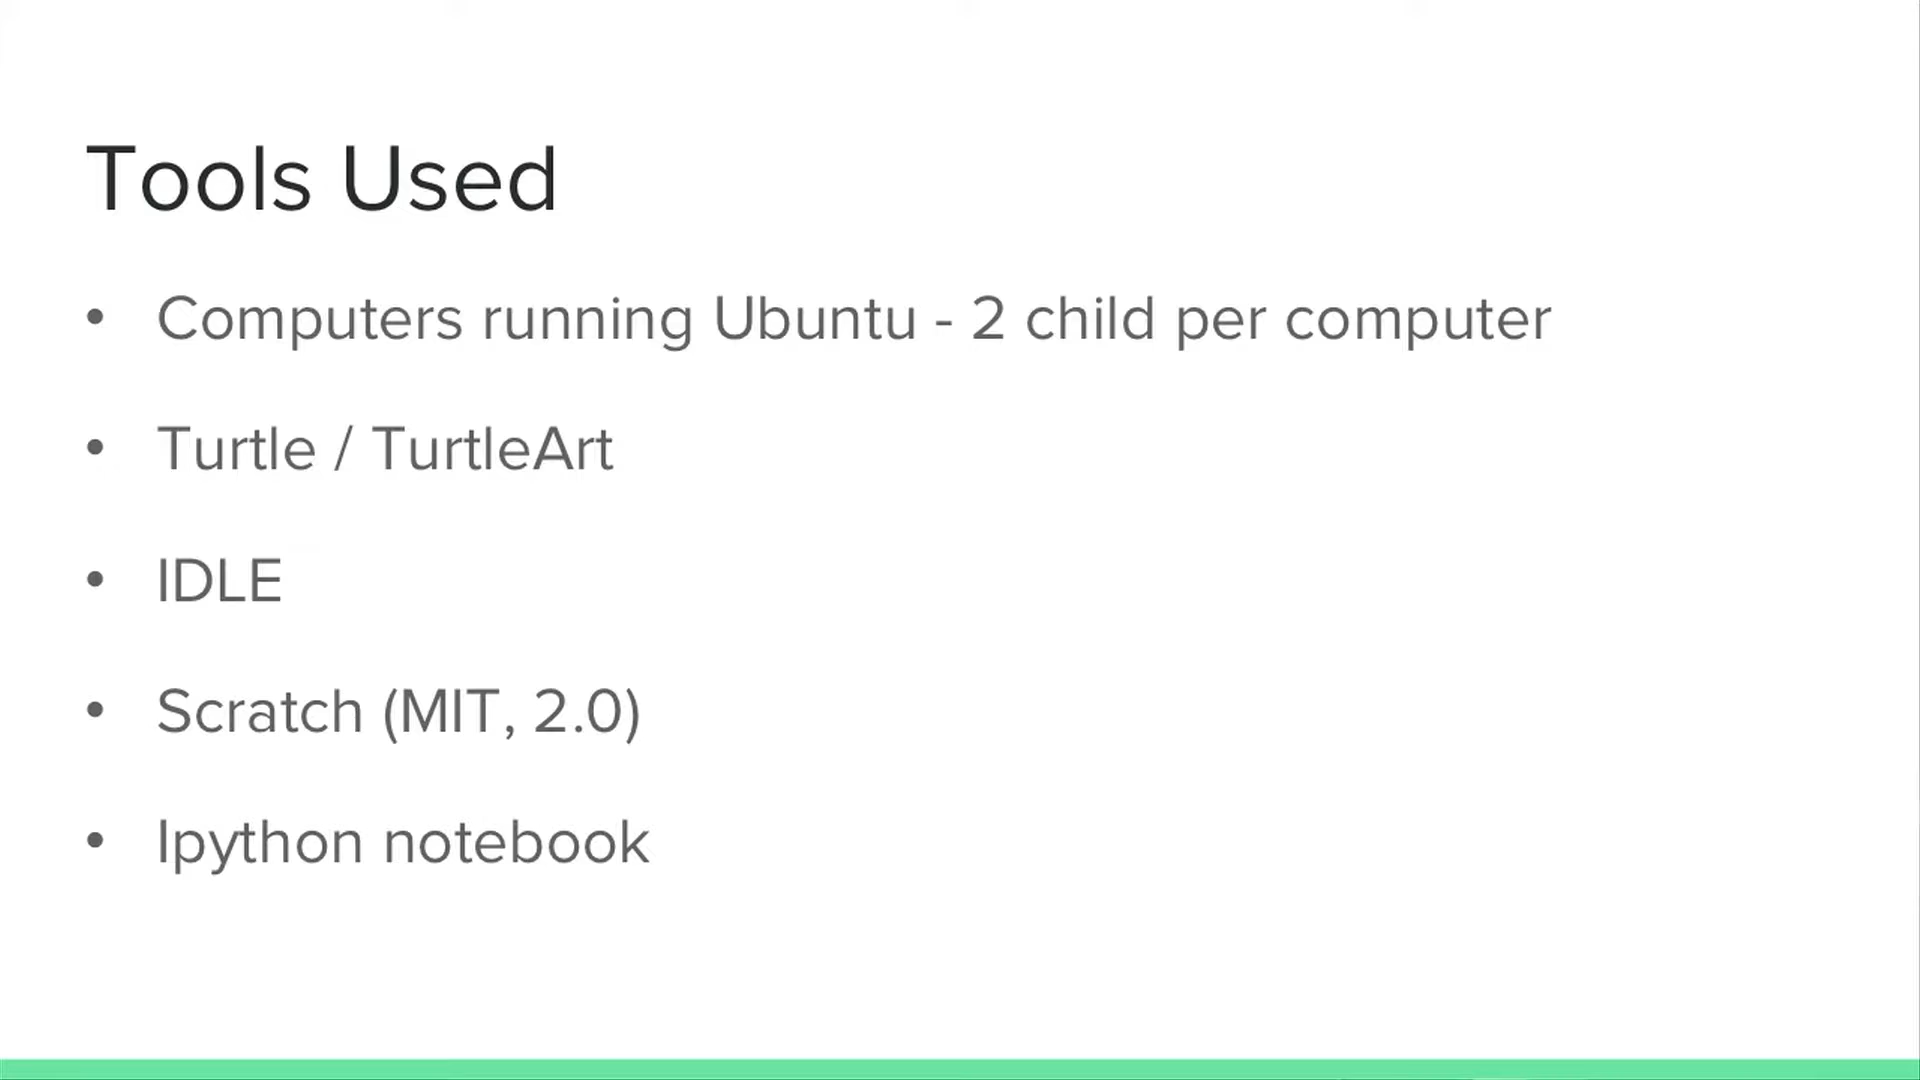 Tools Used
• Computers running Ubuntu - 2 child per computer
• Turtle / TurtleArt
• IDLE
• Scratch (MIT, 2.0)
• Ipython notebook